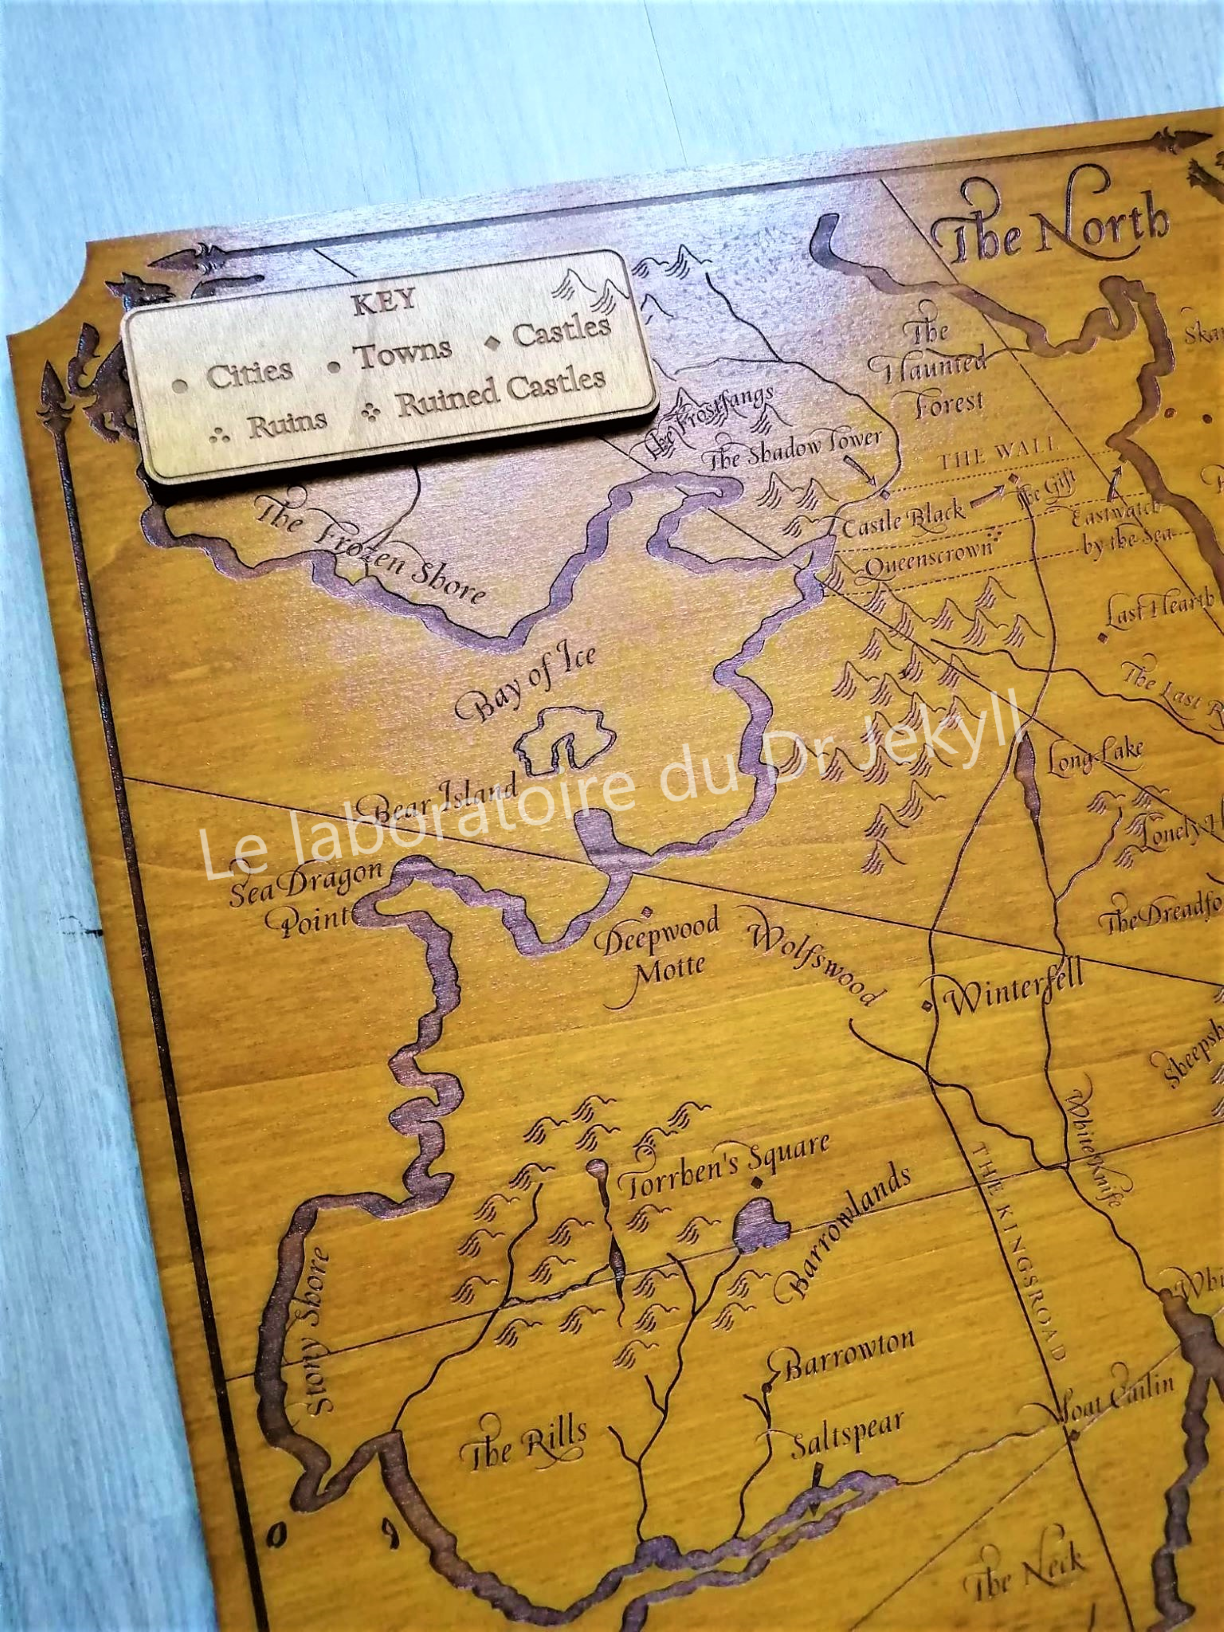 The North
KEY
Cities
Towns
Castles
Ruins
Ruined Castles
The
Haunted
Forest
The Frostfangs
The Shadow Tower
THE WALL
The Gift
Castle Black
Eastwatch
by the Sea
Queenscrown
The Frozen Shore
Last Hearth
Bay of Ice
The Last
Long Lake
Bear Island
Le laboratoire du Dr Jekyll
Lonely
Sea Dragon
Point
Deepwood
Motte
Wolfswood
Winterfell
White Knife
Torrhen's Square
Barrowlands
THE KINGSROAD
Stony Shore
Barrowton
Moat Cailin
The Rills
Saltspear
The Neck